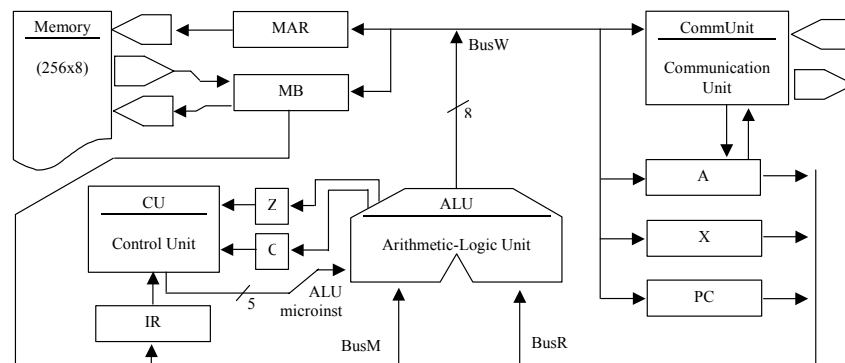 Memory
(256x8)
MAR
MB
BusW
8
CommUnit
Communication
Unit
A
X
PC
CU
Control Unit
Z
C
ALU
Arithmetic-Logic Unit
5
ALU
microinst
IR
BusM
BusR